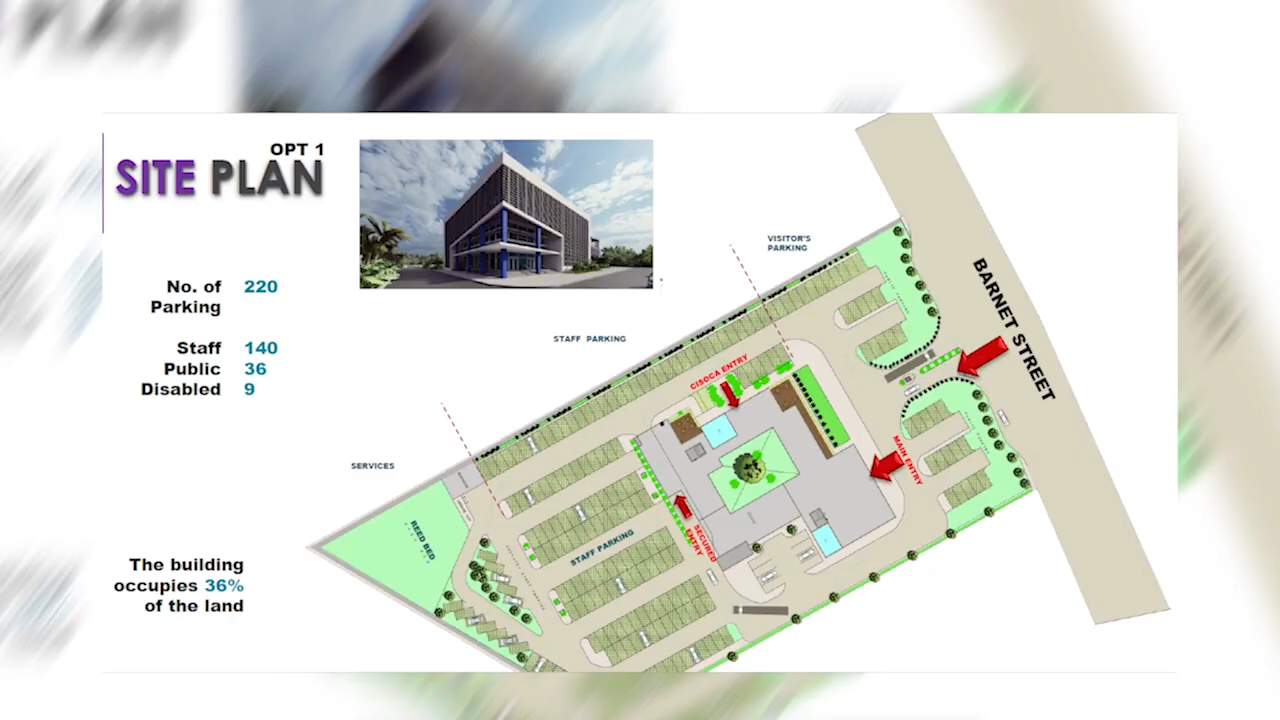 OPT 1
SITE PLAN
No. of 220
Parking
Staff 140
Public 36
Disabled 9
The building
occupies 36%
of the land
VISITOR'S
PARKING
STAFF PARKING
SERVICES
BARNET STREET
CISOCA ENTRY
MAIN ENTRY
SECURED
ENTRY
STAFF PARKING
REED BED